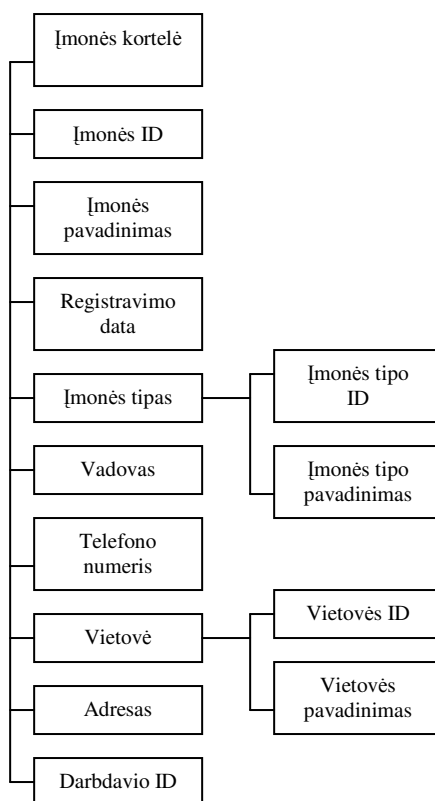 Įmonės kortelė
Įmonės ID
Įmonės
pavadinimas
Registravimo
data
Įmonės tipas
Įmonės tipo
ID
Įmonės tipo
pavadinimas
Vadovas
Telefono
numeris
Vietovė
Vietovės ID
Vietovės
pavadinimas
Adresas
Darbdavio ID